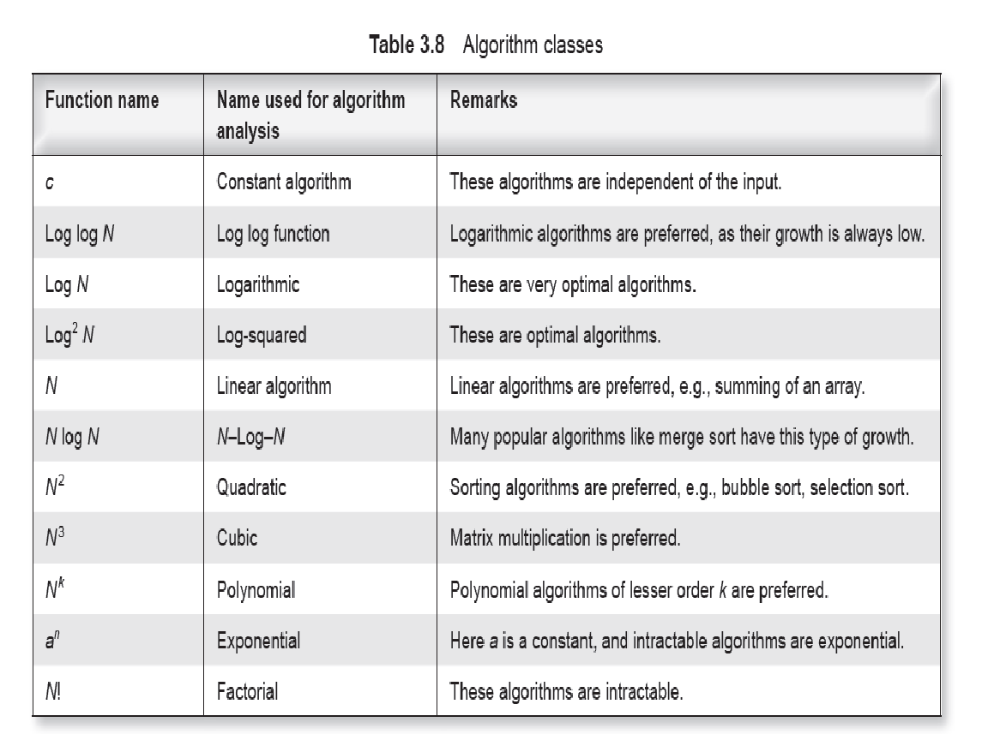 Table 3.8 Algorithm classes
Function name Name used for algorithm analysis Remarks
c Constant algorithm These algorithms are independent of the input.
Log log N Log log function Logarithmic algorithms are preferred, as their growth is always low.
Log N Logarithmic These are very optimal algorithms.
Log² N Log-squared These are optimal algorithms.
N Linear algorithm Linear algorithms are preferred, e.g., summing of an array.
N log N N–Log–N Many popular algorithms like merge sort have this type of growth.
N² Quadratic Sorting algorithms are preferred, e.g., bubble sort, selection sort.
N³ Cubic Matrix multiplication is preferred.
Nᵏ Polynomial Polynomial algorithms of lesser order k are preferred.
aⁿ Exponential Here a is a constant, and intractable algorithms are exponential.
N! Factorial These algorithms are intractable.